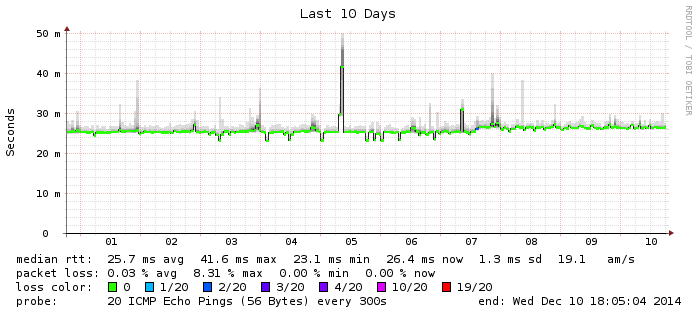 Last 10 Days
RRDTOOL / TOBI OETIKER
Seconds
50 m
40 m
30 m
20 m
10 m
0
01 02 03 04 05 06 07 08 09 10
median rtt: 25.7 ms avg 41.6 ms max 23.1 ms min 26.4 ms now 1.3 ms sd 19.1 am/s
packet loss: 0.03 % avg 8.31 % max 0.00 % min 0.00 % now
loss color: 0 1/20 2/20 3/20 4/20 10/20 19/20
probe: 20 ICMP Echo Pings (56 Bytes) every 300s end: Wed Dec 10 18:05:04 2014